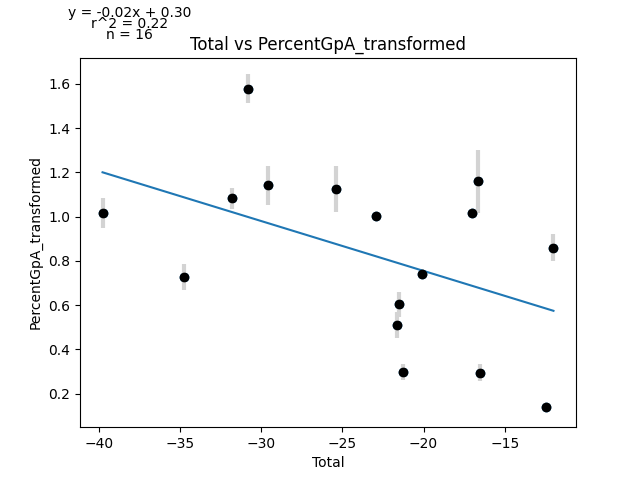 y = -0.02x + 0.30
r^2 = 0.22
n = 16
Total vs PercentGpA_transformed
PercentGpA_transformed
1.6
1.4
1.2
1.0
0.8
0.6
0.4
0.2
−40 −35 −30 −25 −20 −15
Total